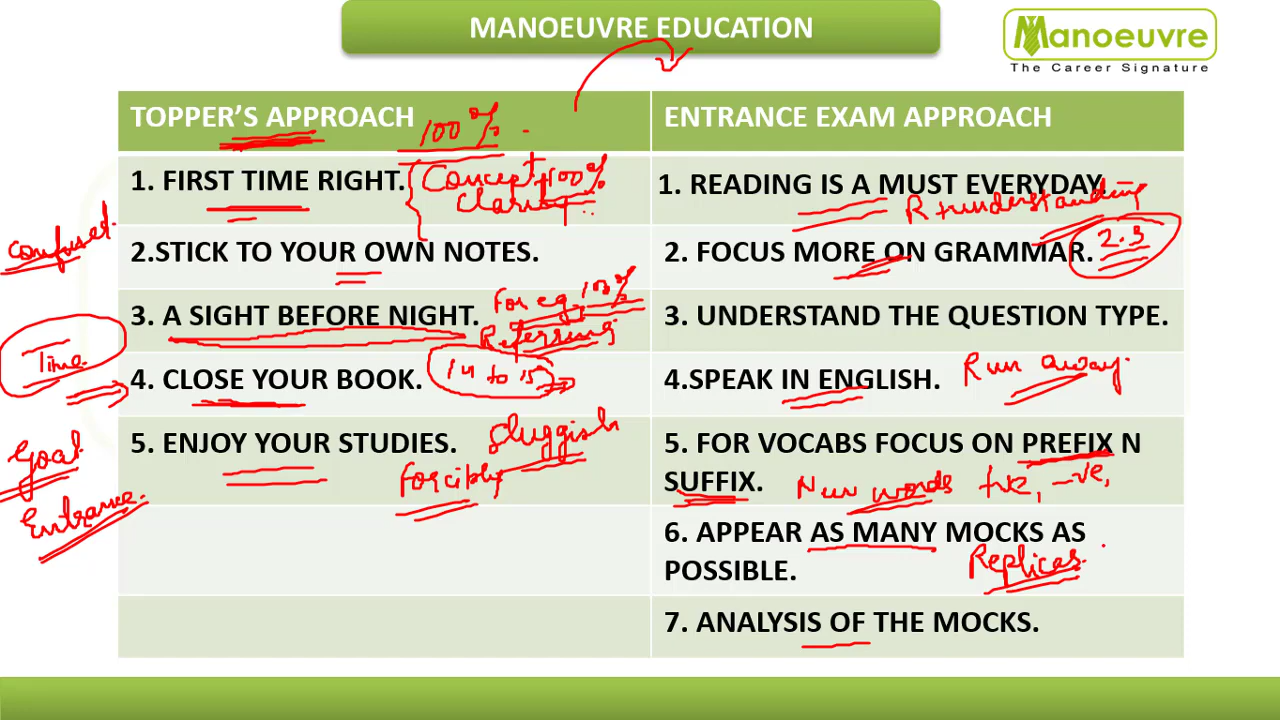 MANOEUVRE EDUCATION
Manoeuvre
The Career Signature
TOPPER'S APPROACH
100%
ENTRANCE EXAM APPROACH
1. FIRST TIME RIGHT.
Concept 100%
Clarity
1. READING IS A MUST EVERYDAY.
R + understanding
confused.
2.STICK TO YOUR OWN NOTES.
2. FOCUS MORE ON GRAMMAR.
2.3
3. A SIGHT BEFORE NIGHT.
For eg. 100%
Referring
3. UNDERSTAND THE QUESTION TYPE.
Time
4. CLOSE YOUR BOOK.
14 to 15
4.SPEAK IN ENGLISH.
Run away.
5. ENJOY YOUR STUDIES.
Sluggish
forcibly
5. FOR VOCABS FOCUS ON PREFIX N
SUFFIX.
New words +ve, -ve,
Goal
Entrance.
6. APPEAR AS MANY MOCKS AS
POSSIBLE.
Replicas.
7. ANALYSIS OF THE MOCKS.